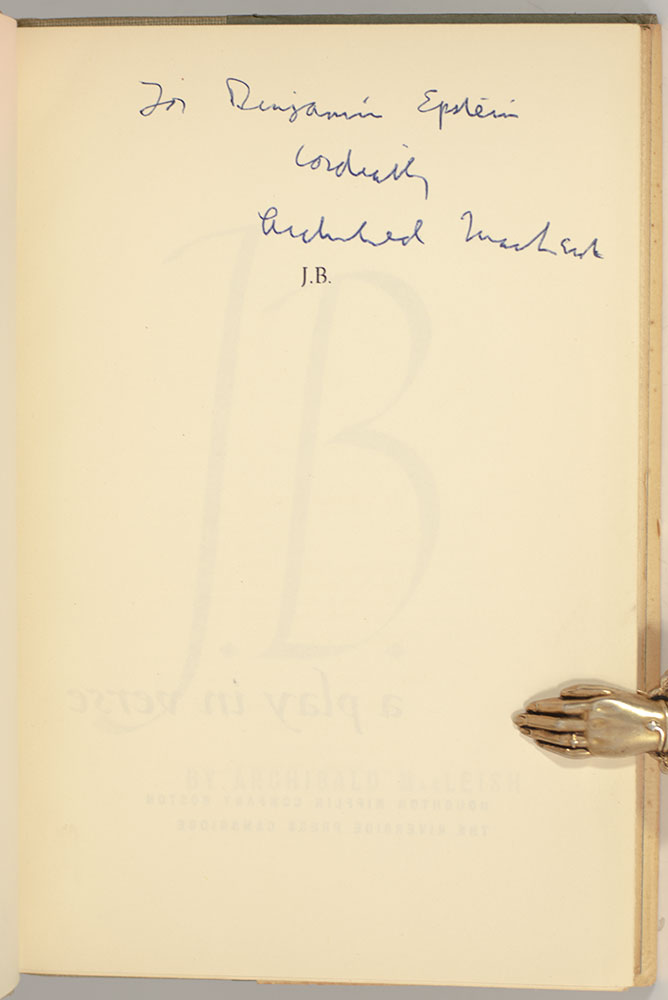 For Benjamin Epstein
Cordially
Archibald MacLeish
J.B.
J.B.
a play in verse
BY ARCHIBALD MacLEISH
HOUGHTON MIFFLIN COMPANY BOSTON
THE RIVERSIDE PRESS CAMBRIDGE